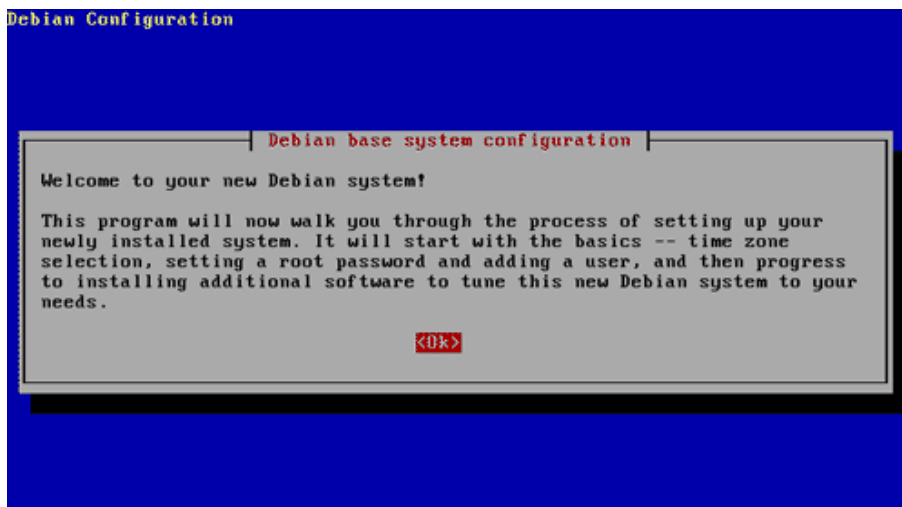 Debian Configuration
Debian base system configuration
Welcome to your new Debian system!
This program will now walk you through the process of setting up your
newly installed system. It will start with the basics -- time zone
selection, setting a root password and adding a user, and then progress
to installing additional software to tune this new Debian system to your
needs.
<Ok>